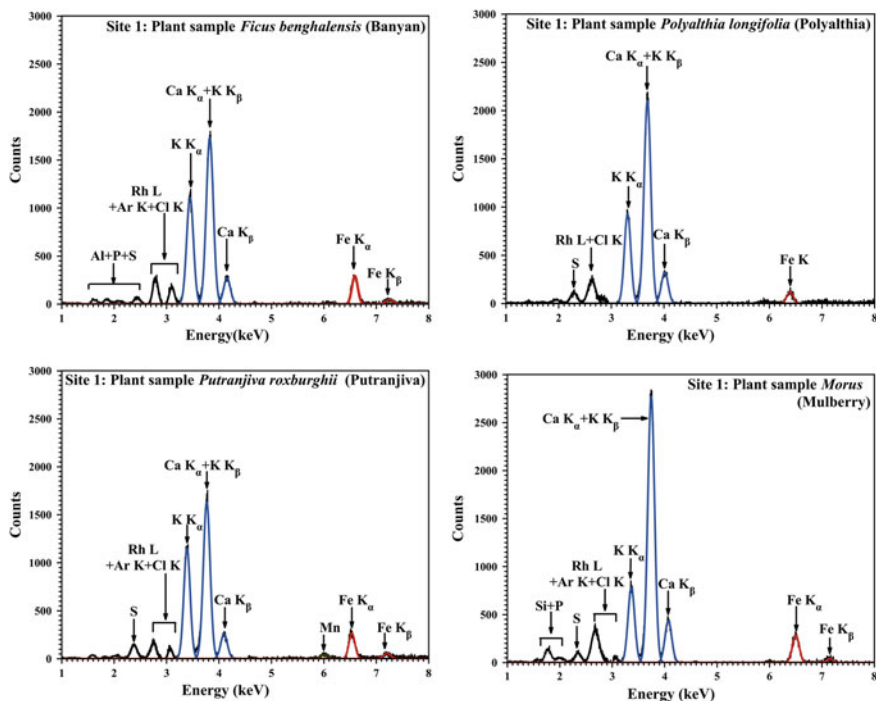 Site 1: Plant sample Ficus benghalensis (Banyan)
3000
2500
2000
1500
1000
500
0
Counts
Ca Kα+K Kβ
K Kα
Rh L
+Ar K+Cl K
Al+P+S
Ca Kβ
Fe Kα
Fe Kβ
1 2 3 4 5 6 7 8
Energy(keV)
Site 1: Plant sample Polyalthia longifolia (Polyalthia)
3000
2500
2000
1500
1000
500
0
Counts
Ca Kα+K Kβ
K Kα
Rh L+Cl K
S
Ca Kβ
Fe K
1 2 3 4 5 6 7 8
Energy (keV)
Site 1: Plant sample Putranjiva roxburghii (Putranjiva)
3000
2500
2000
1500
1000
500
0
Counts
Ca Kα+K Kβ
K Kα
Rh L
+Ar K+Cl K
S
Ca Kβ
Mn
Fe Kα
Fe Kβ
1 2 3 4 5 6 7 8
Energy (keV)
Site 1: Plant sample Morus
(Mulberry)
3000
2500
2000
1500
1000
500
0
Counts
Ca Kα+K Kβ
K Kα
Rh L
+Ar K+Cl K
Si+P
S
Ca Kβ
Fe Kα
Fe Kβ
1 2 3 4 5 6 7 8
Energy (keV)